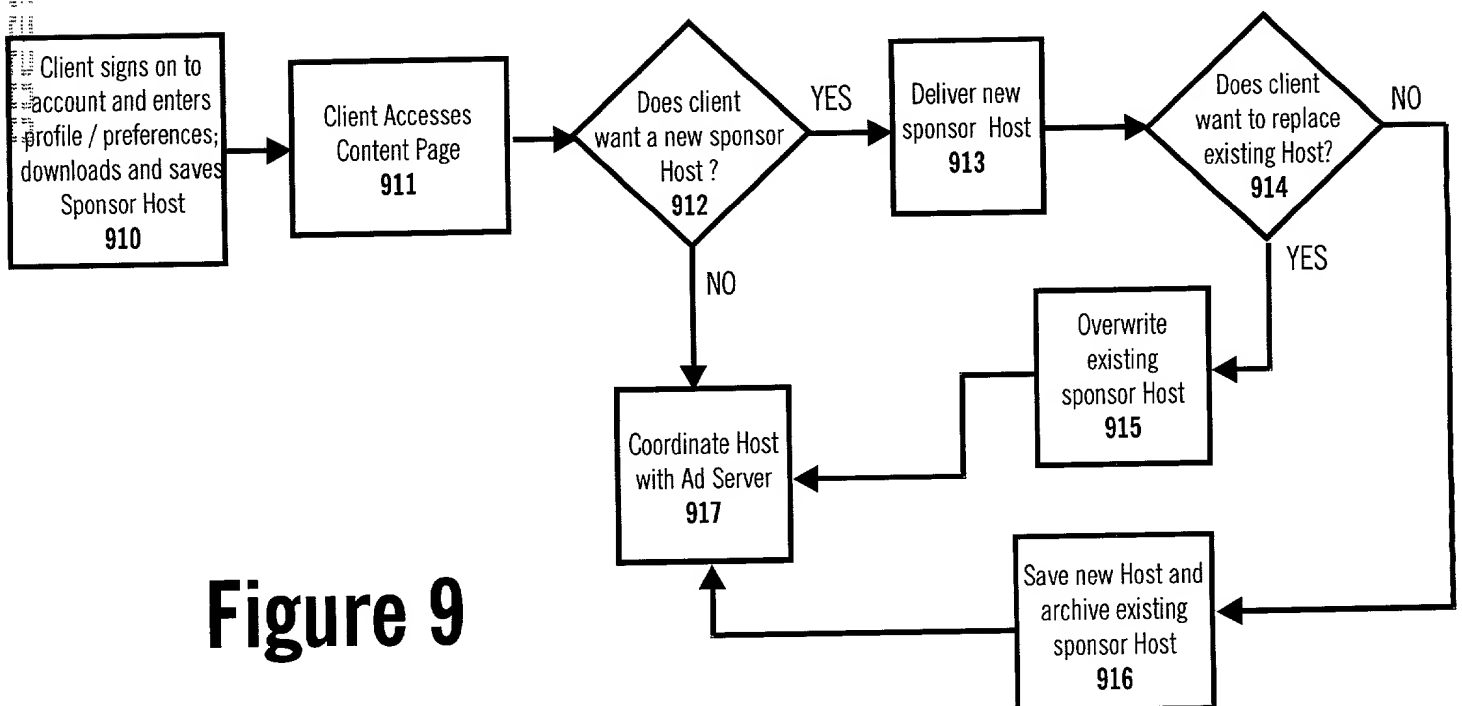 Client signs on to
account and enters
profile / preferences;
downloads and saves
Sponsor Host
910
Client Accesses
Content Page
911
Does client
want a new sponsor
Host ?
912
YES
NO
Deliver new
sponsor Host
913
Does client
want to replace
existing Host?
914
NO
YES
Overwrite
existing
sponsor Host
915
Coordinate Host
with Ad Server
917
Save new Host and
archive existing
sponsor Host
916
Figure 9